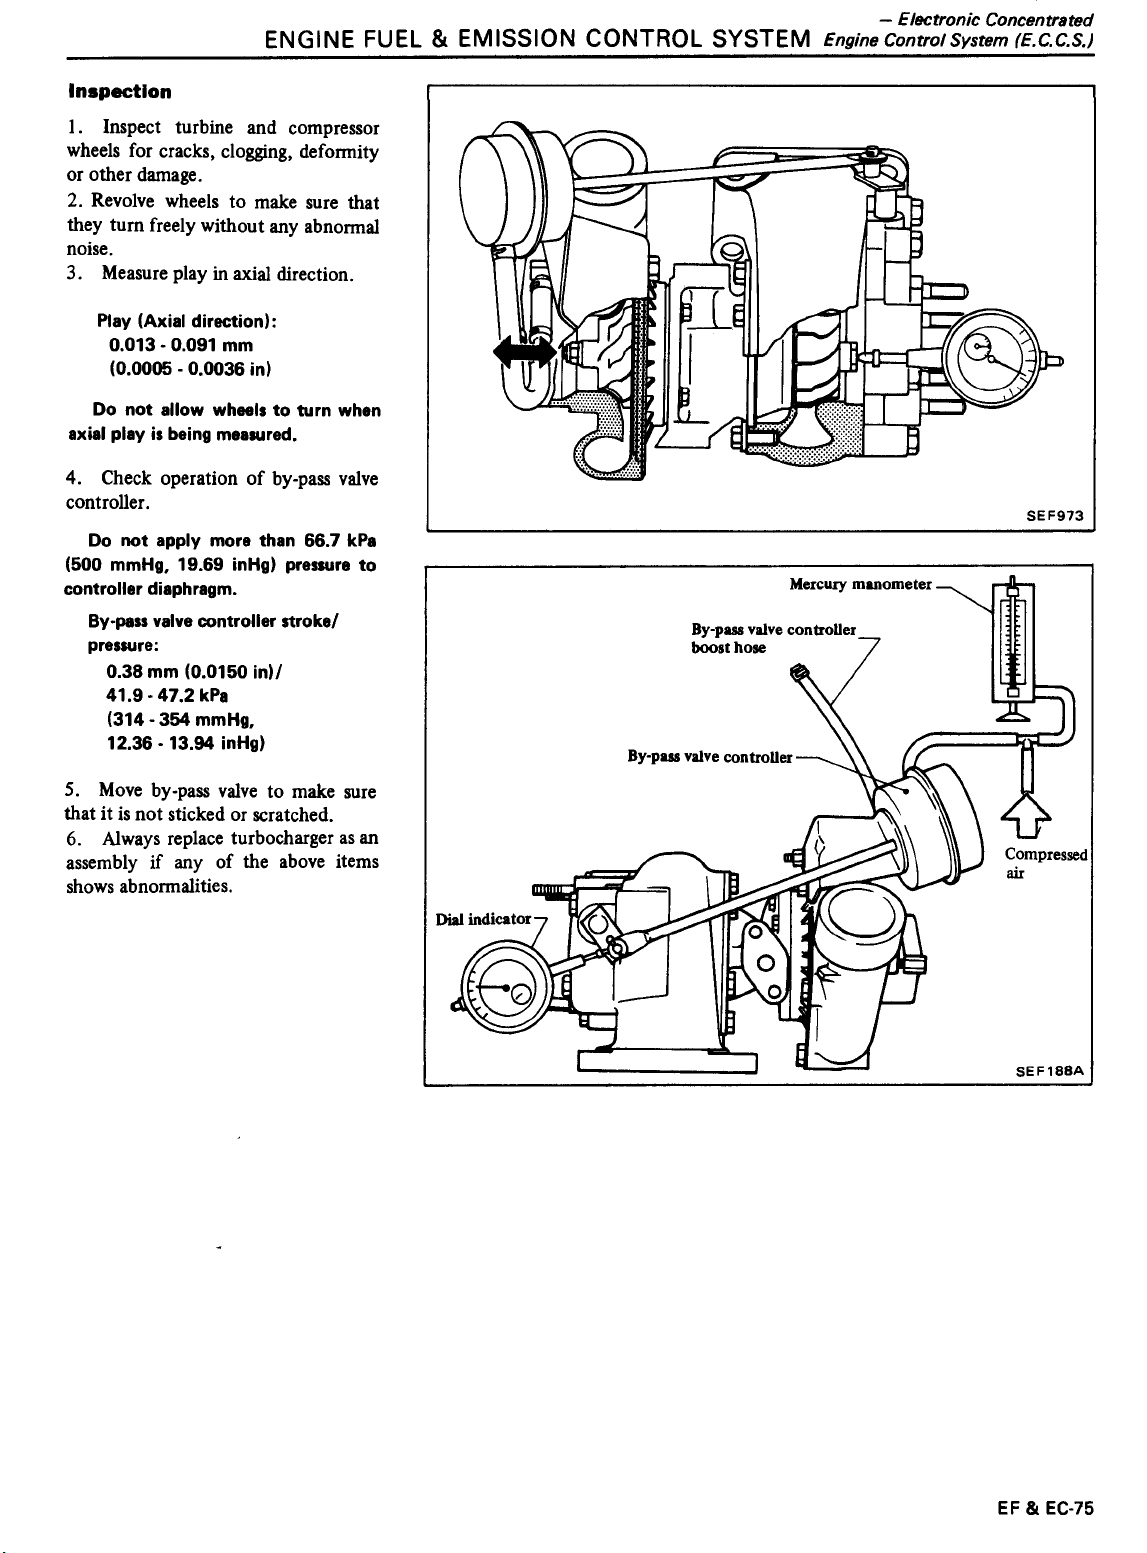 ENGINE FUEL & EMISSION CONTROL SYSTEM
— Electronic Concentrated
Engine Control System (E.C.C.S.)
Inspection
1. Inspect turbine and compressor
wheels for cracks, clogging, deformity
or other damage.
2. Revolve wheels to make sure that
they turn freely without any abnormal
noise.
3. Measure play in axial direction.
Play (Axial direction):
0.013 - 0.091 mm
(0.0005 - 0.0036 in)
Do not allow wheels to turn when
axial play is being measured.
4. Check operation of by-pass valve
controller.
Do not apply more than 66.7 kPa
(500 mmHg, 19.69 inHg) pressure to
controller diaphragm.
By-pass valve controller stroke/
pressure:
0.38 mm (0.0150 in)/
41.9 - 47.2 kPa
(314 - 354 mmHg,
12.36 - 13.94 inHg)
5. Move by-pass valve to make sure
that it is not sticked or scratched.
6. Always replace turbocharger as an
assembly if any of the above items
shows abnormalities.
SEF973
Mercury manometer
By-pass valve controller
boost hose
By-pass valve controller
Compressed
air
Dial indicator
SEF188A
EF & EC-75